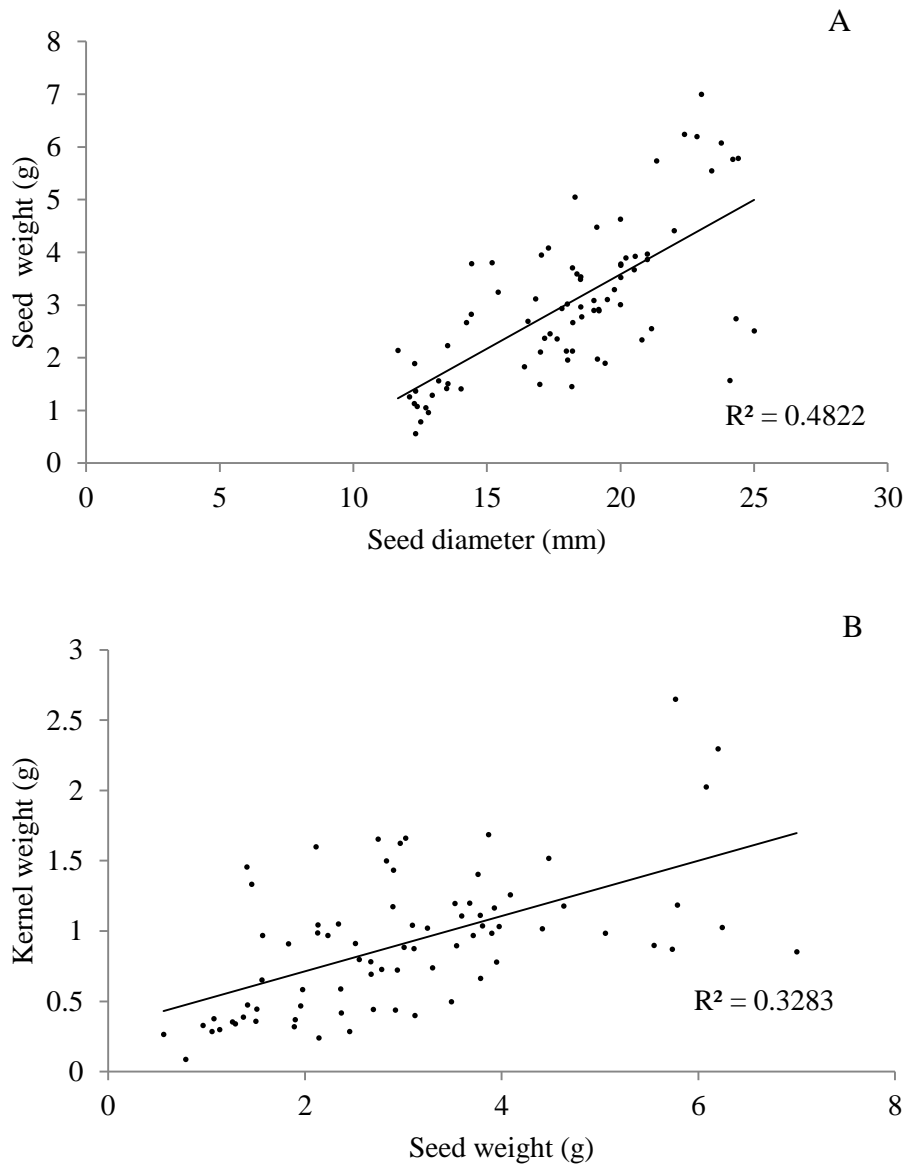 A
8
7
6
5
4
3
2
1
0
Seed weight (g)
R² = 0.4822
0 5 10 15 20 25 30
Seed diameter (mm)
B
3
2.5
2
1.5
1
0.5
0
Kernel weight (g)
R² = 0.3283
0 2 4 6 8
Seed weight (g)